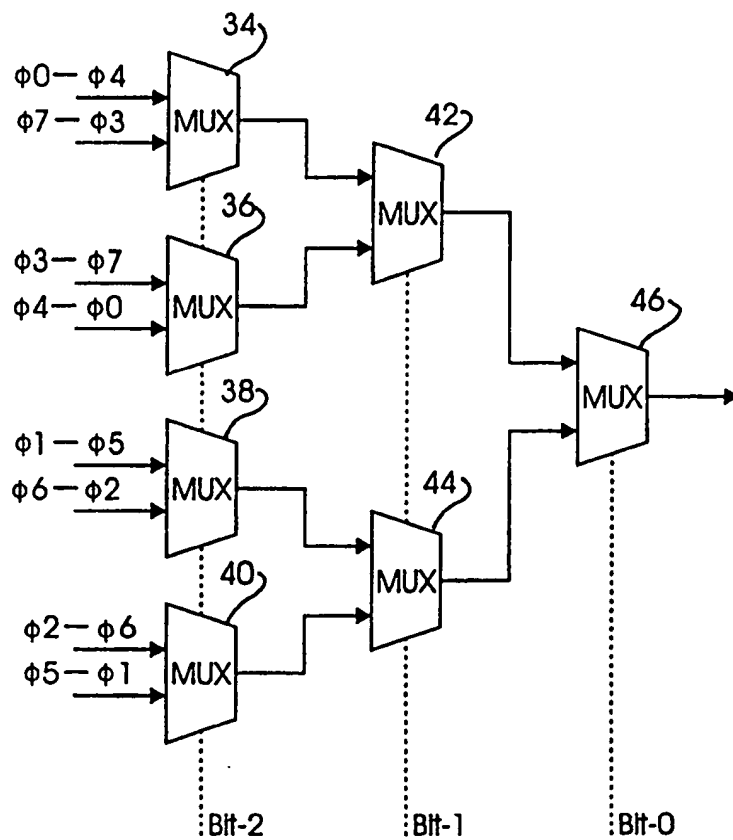 34
ϕ0— ϕ4
ϕ7— ϕ3
MUX
42
MUX
36
ϕ3— ϕ7
ϕ4— ϕ0
MUX
46
MUX
38
ϕ1— ϕ5
ϕ6— ϕ2
MUX
44
MUX
40
ϕ2— ϕ6
ϕ5— ϕ1
MUX
Bit-2
Bit-1
Bit-0